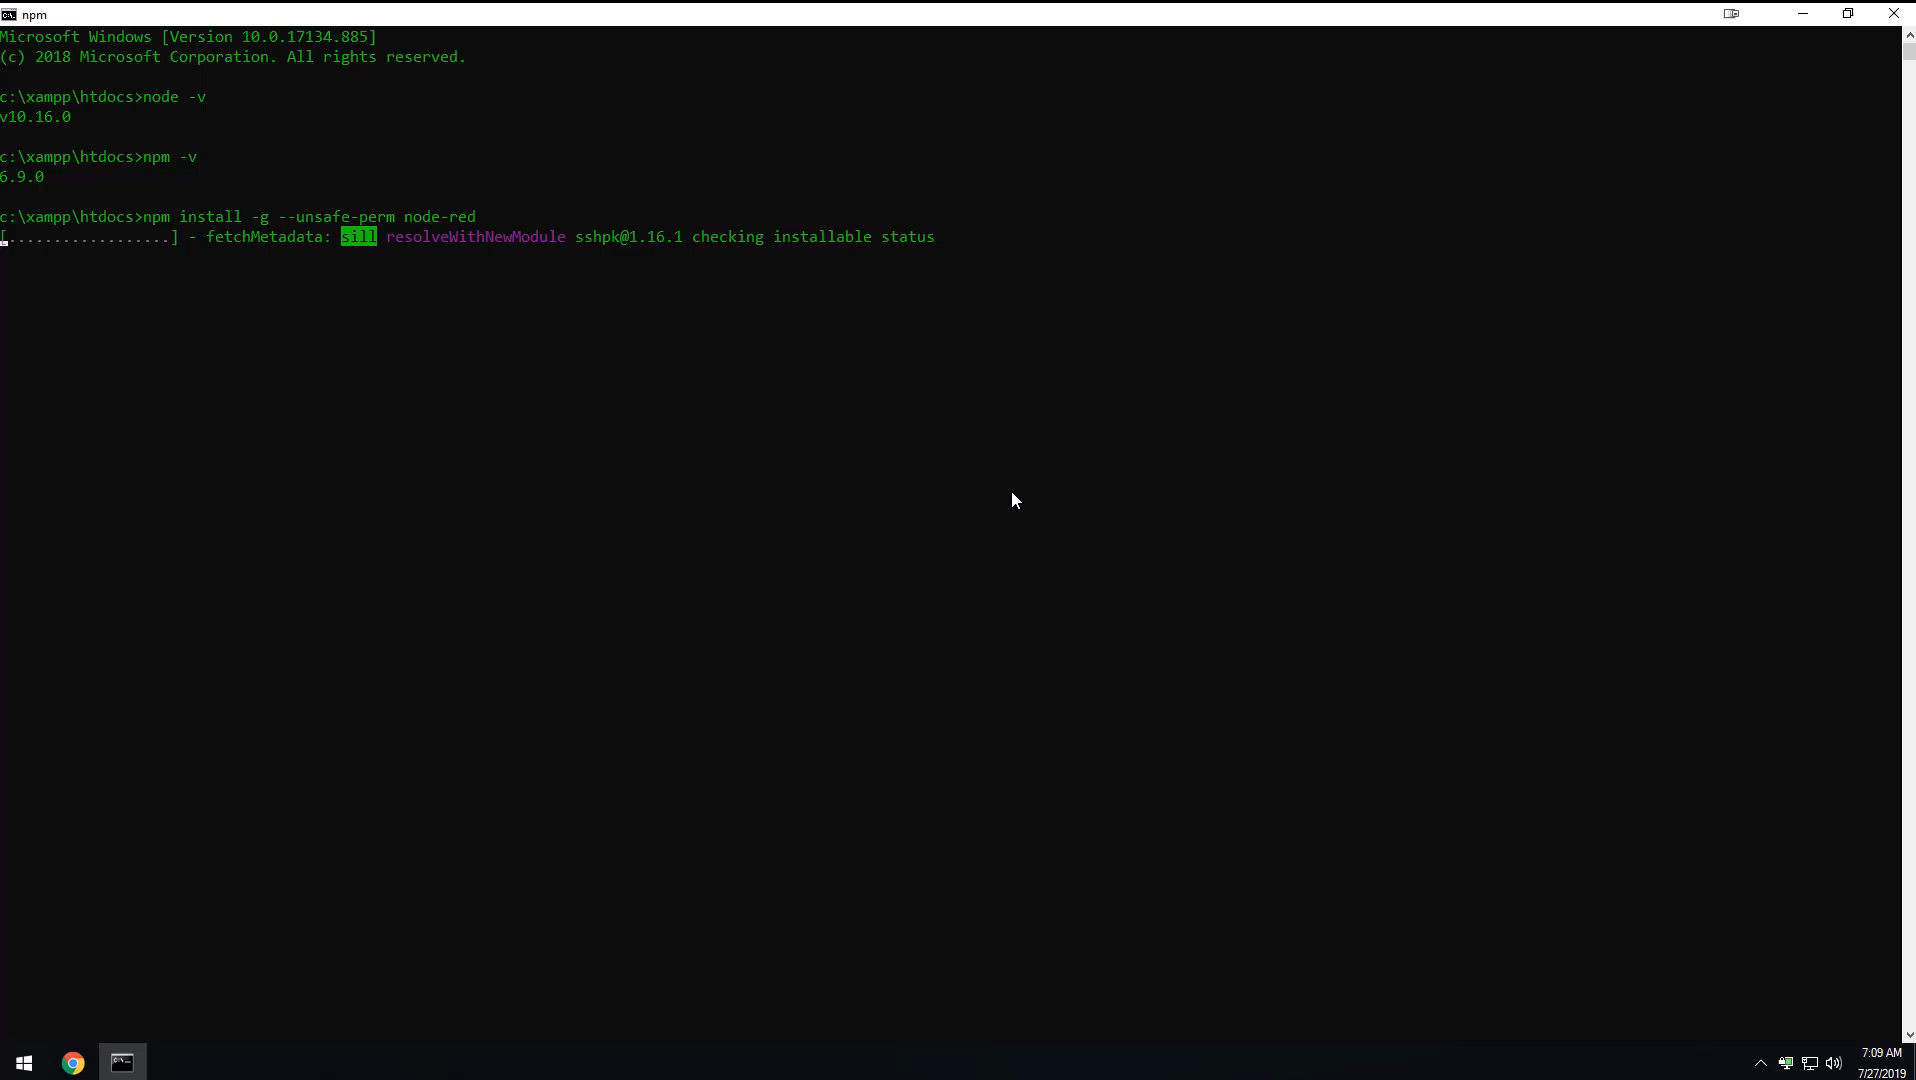 npm
Microsoft Windows [Version 10.0.17134.885]
(c) 2018 Microsoft Corporation. All rights reserved.
c:\xampp\htdocs>node -v
v10.16.0
c:\xampp\htdocs>npm -v
6.9.0
c:\xampp\htdocs>npm install -g --unsafe-perm node-red
[..................] - fetchMetadata: sill resolveWithNewModule sshpk@1.16.1 checking installable status
7:09 AM
7/27/2019